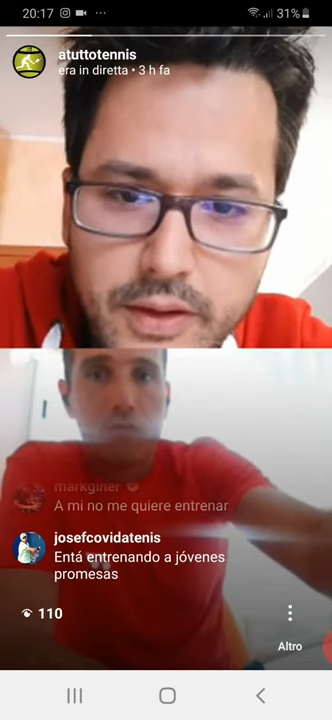 20:17
31%
atuttotennis
era in diretta • 3 h fa
markginer
A mi no me quiere entrenar
josefcovidatenis
Entá entrenando a jóvenes
promesas
110
Altro